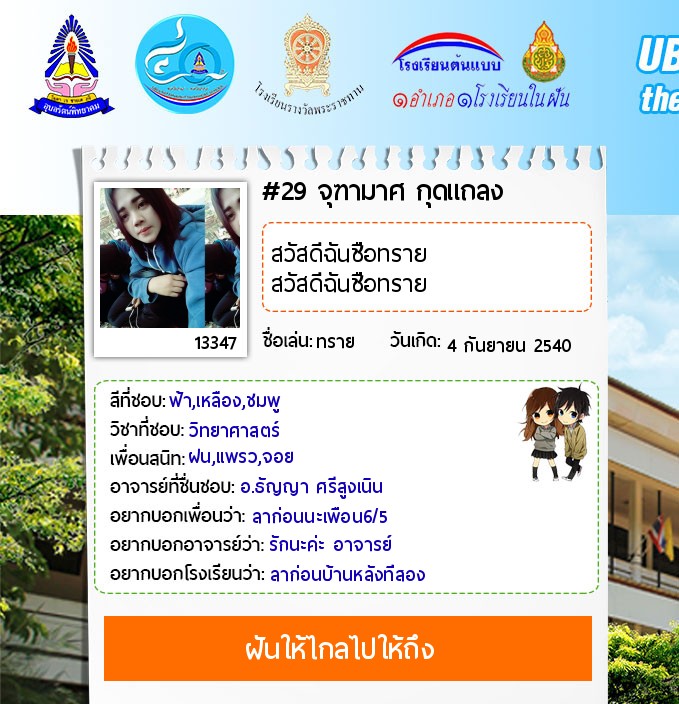 อุบลรัตน์พิทยาคม
โรงเรียนรางวัลพระราชทาน
โรงเรียนต้นแบบ
๑อำเภอ๑โรงเรียนในฝัน
UB
the
#29 จุฑามาศ กุดแถลง
สวัสดีฉันชื่อทราย
สวัสดีฉันชื่อทราย
13347
ชื่อเล่น: ทราย วันเกิด: 4 กันยายน 2540
สีที่ชอบ: ฟ้า,เหลือง,ชมพู
วิชาที่ชอบ: วิทยาศาสตร์
เพื่อนสนิท: ฝน,แพรว,จอย
อาจารย์ที่ชื่นชอบ: อ.ธัญญา ศรีสูงเนิน
อยากบอกเพื่อนว่า: ลาก่อนนะเพื่อน6/5
อยากบอกอาจารย์ว่า: รักนะค่ะ อาจารย์
อยากบอกโรงเรียนว่า: ลาก่อนบ้านหลังที่สอง
ฝันให้ไกลไปให้ถึง